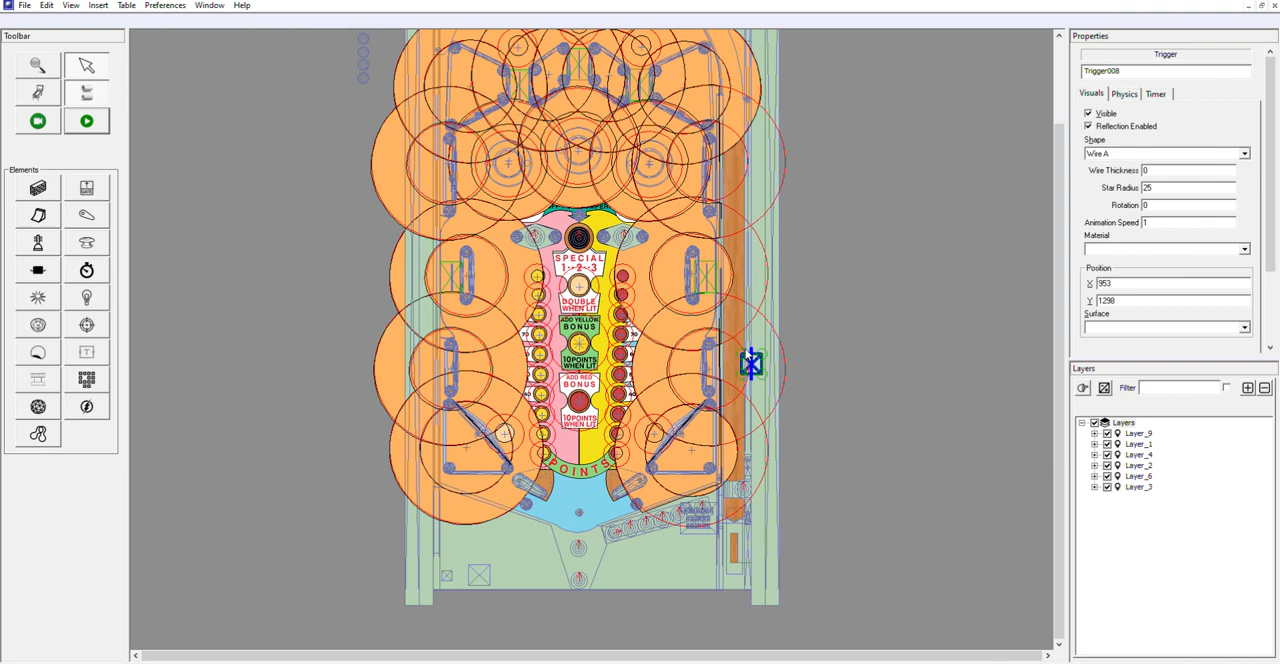 File Edit View Insert Table Preferences Window Help
Toolbar
Elements
SPECIAL
1-2-3
DOUBLE
WHEN LIT
ADD YELLOW
BONUS
10POINTS
WHEN LIT
ADD RED
BONUS
10POINTS
WHEN LIT
POINTS
Properties
Trigger
Trigger008
Visuals Physics Timer
Visible
Reflection Enabled
Shape
Wire A
Wire Thickness 0
Star Radius 25
Rotation 0
Animation Speed 1
Material
Position
X 953
Y 1298
Surface
Layers
Filter
Layers
Layer_9
Layer_1
Layer_4
Layer_2
Layer_6
Layer_3